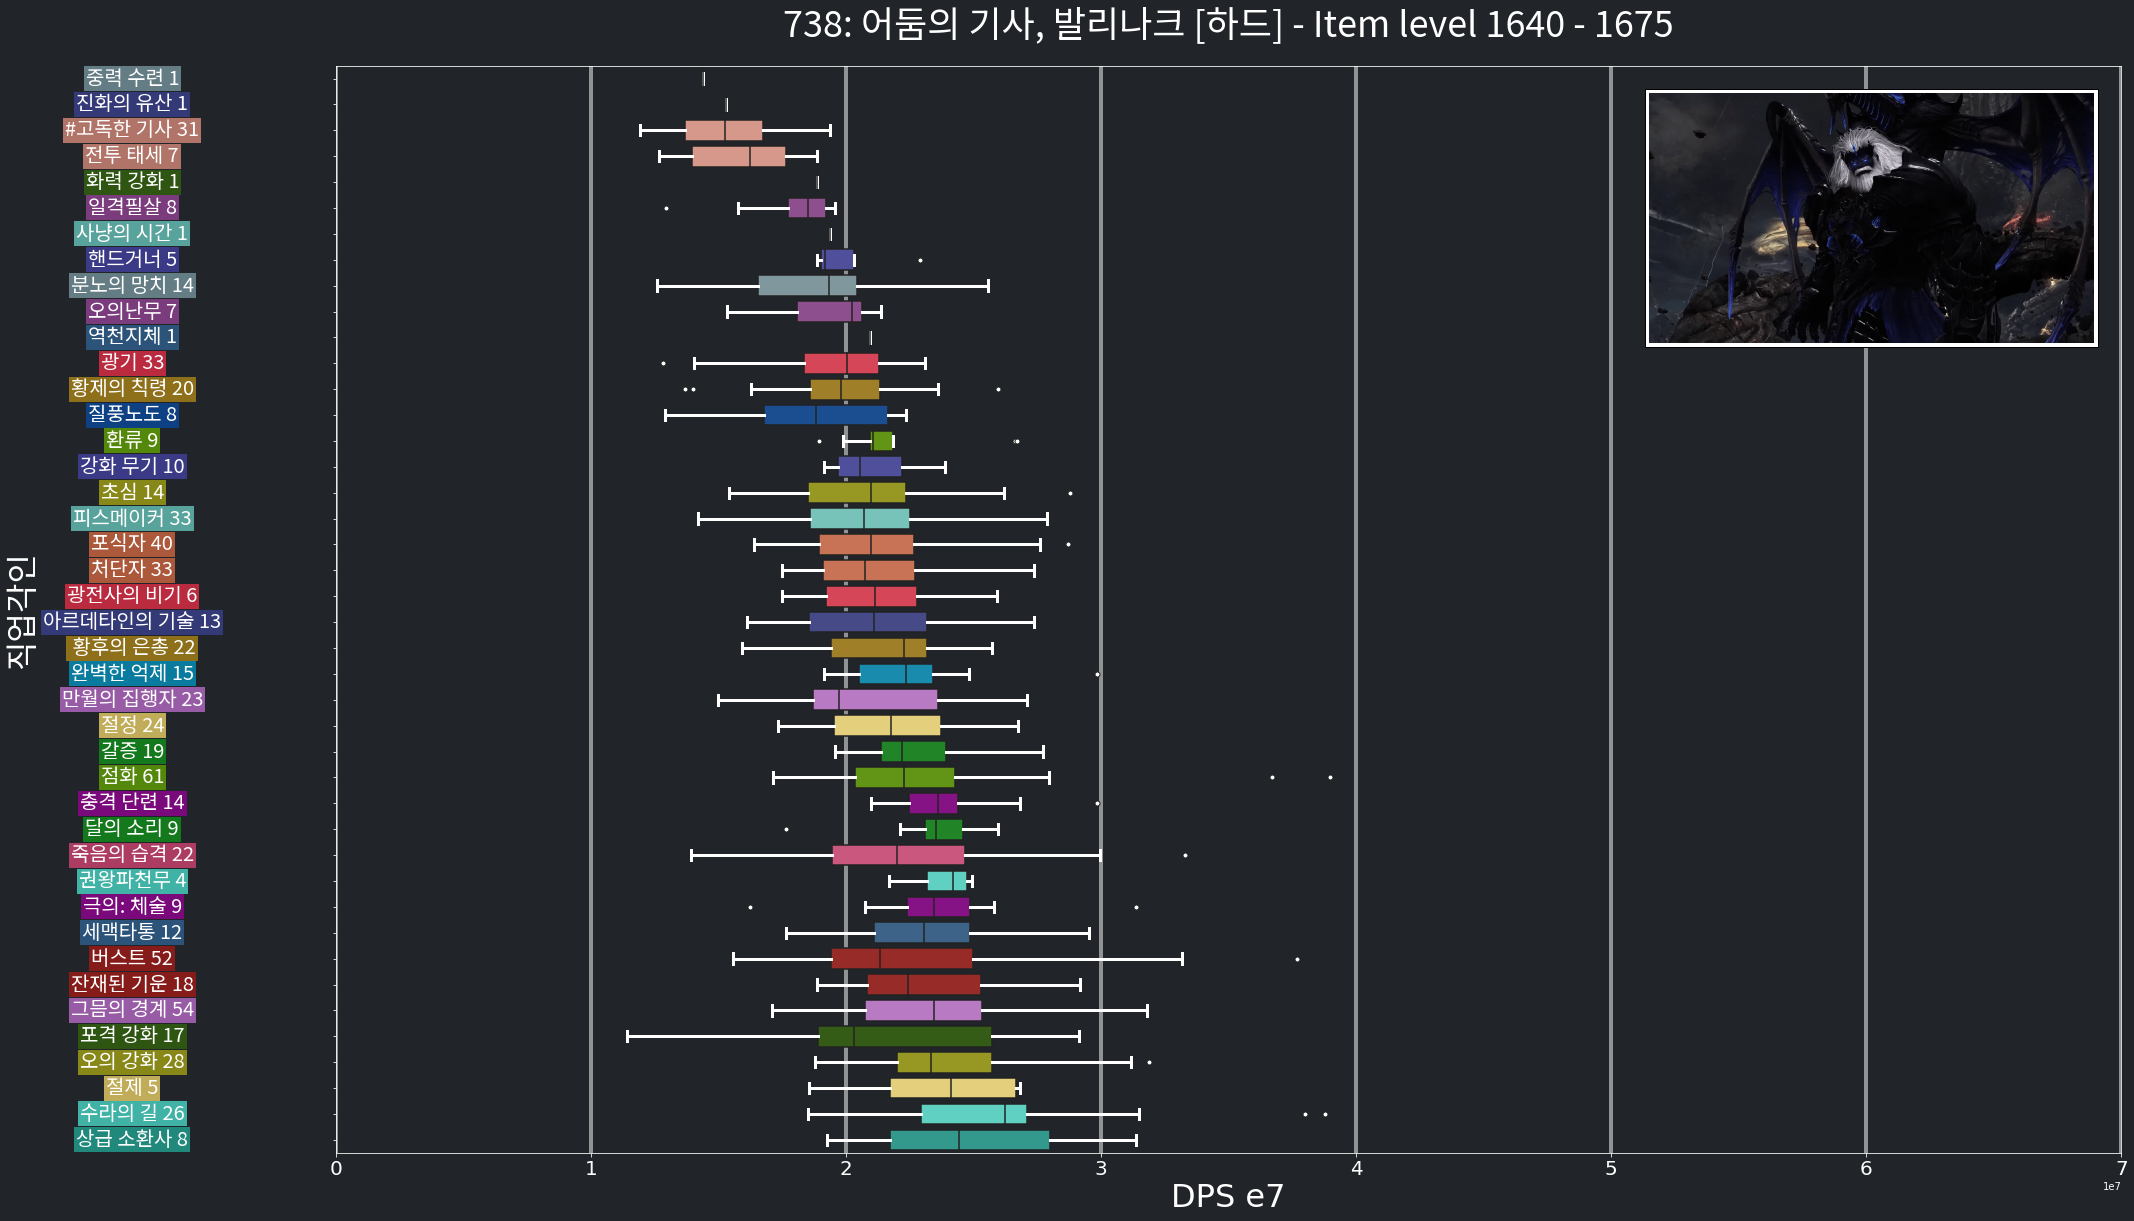 738: 어둠의 기사, 발리나크 [하드] - Item level 1640 - 1675
직업각인
중력 수련 1
진화의 유산 1
#고독한 기사 31
전투 태세 7
화력 강화 1
일격필살 8
사냥의 시간 1
핸드거너 5
분노의 망치 14
오의난무 7
역천지체 1
광기 33
황제의 칙령 20
질풍노도 8
환류 9
강화 무기 10
초심 14
피스메이커 33
포식자 40
처단자 33
광전사의 비기 6
아르데타인의 기술 13
황후의 은총 22
완벽한 억제 15
만월의 집행자 23
절정 24
갈증 19
점화 61
충격 단련 14
달의 소리 9
죽음의 습격 22
권왕파천무 4
극의: 체술 9
세맥타통 12
버스트 52
잔재된 기운 18
그믐의 경계 54
포격 강화 17
오의 강화 28
절제 5
수라의 길 26
상급 소환사 8
0 1 2 3 4 5 6 7
1e7
DPS e7